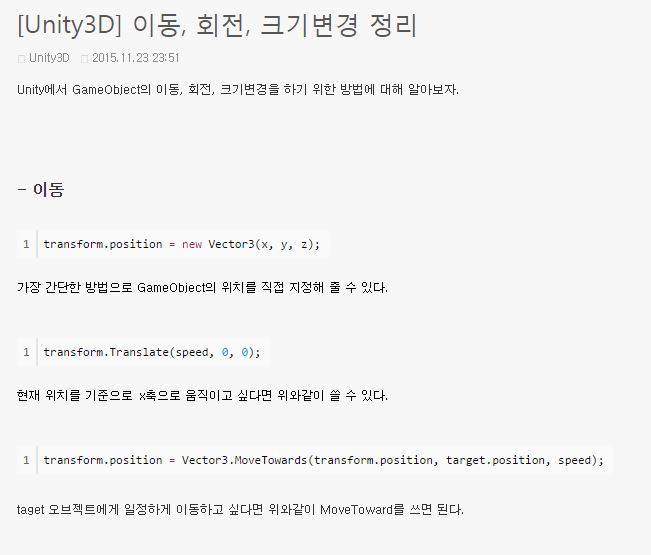 [Unity3D] 이동, 회전, 크기변경 정리
Unity3D 2015.11.23 23:51
Unity에서 GameObject의 이동, 회전, 크기변경을 하기 위한 방법에 대해 알아보자.
- 이동
1 transform.position = new Vector3(x, y, z);
가장 간단한 방법으로 GameObject의 위치를 직접 지정해 줄 수 있다.
1 transform.Translate(speed, 0, 0);
현재 위치를 기준으로 x축으로 움직이고 싶다면 위와같이 쓸 수 있다.
1 transform.position = Vector3.MoveTowards(transform.position, target.position, speed);
taget 오브젝트에게 일정하게 이동하고 싶다면 위와같이 MoveToward를 쓰면 된다.